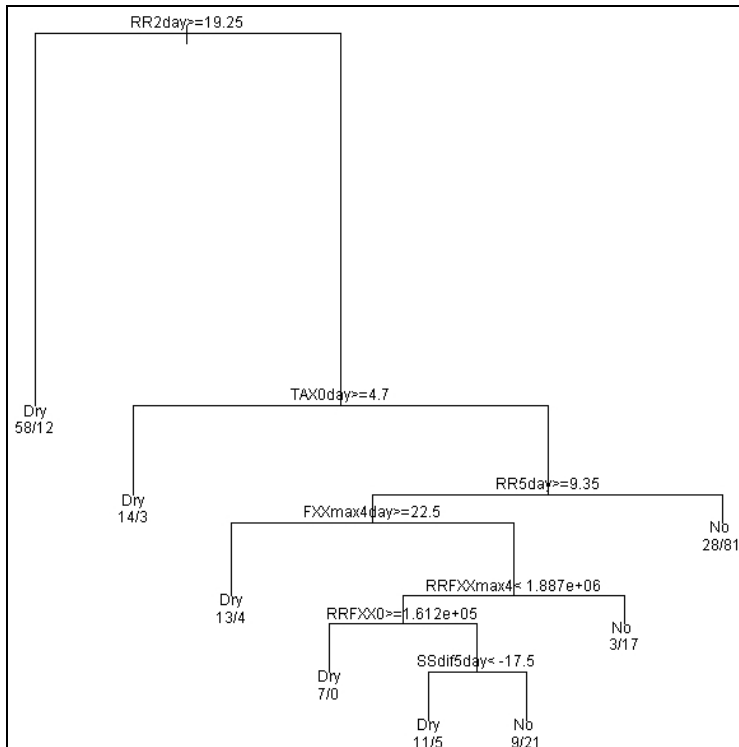 RR2day>=19.25
TAX0day>=4.7
Dry
58/12
RR5day>=9.35
Dry
14/3
FXXmax4day>=22.5
No
28/81
RRFXXmax4< 1.887e+06
Dry
13/4
RRFXX0>=1.612e+05
No
3/17
SSdif5day< -17.5
Dry
7/0
Dry
11/5
No
9/21